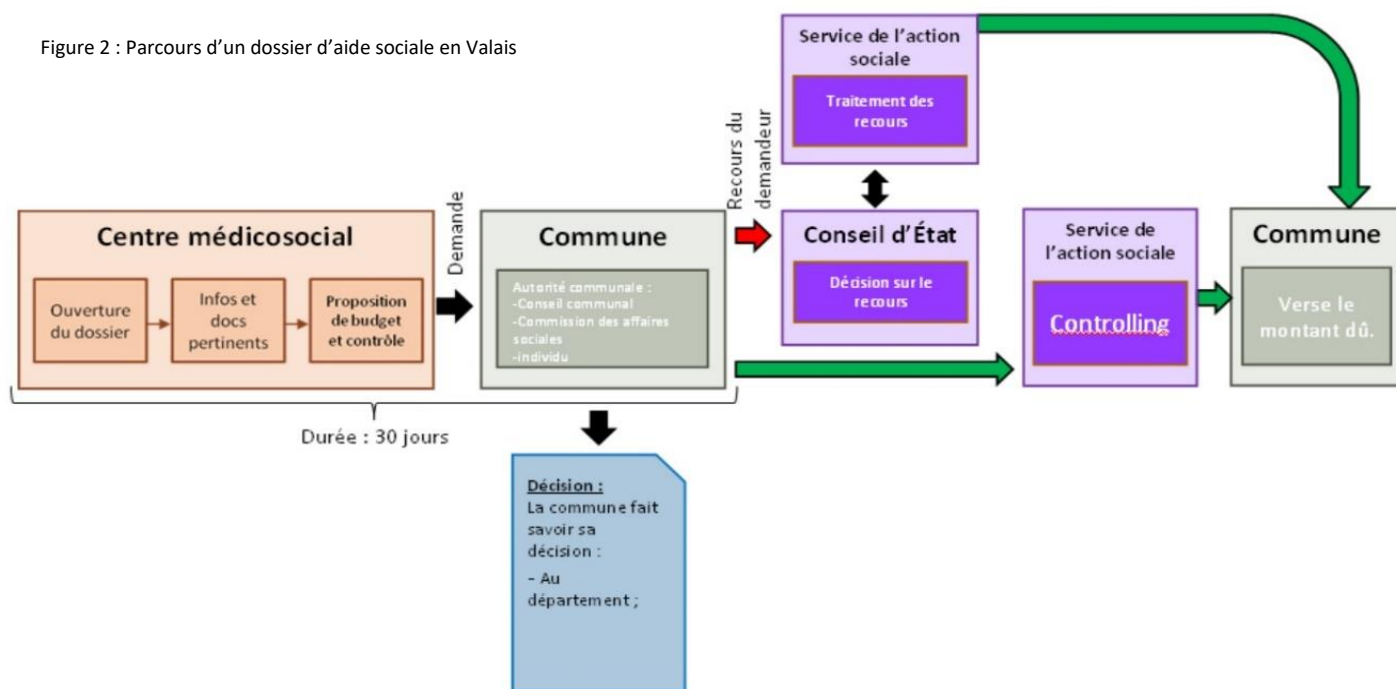 Figure 2 : Parcours d’un dossier d’aide sociale en Valais
Centre médicosocial
Ouverture
du dossier
Infos et
docs
pertinents
Proposition
de budget
et contrôle
Durée : 30 jours
Demande
Commune
Autorité communale :
-Conseil communal
-Commission des affaires
sociales
-individu
Décision :
La commune fait
savoir sa
décision :
- Au
département ;
Recours du
demandeur
Service de l’action
sociale
Traitement des
recours
Conseil d’État
Décision sur le
recours
Service de
l’action sociale
Controlling
Commune
Verse le
montant dû.